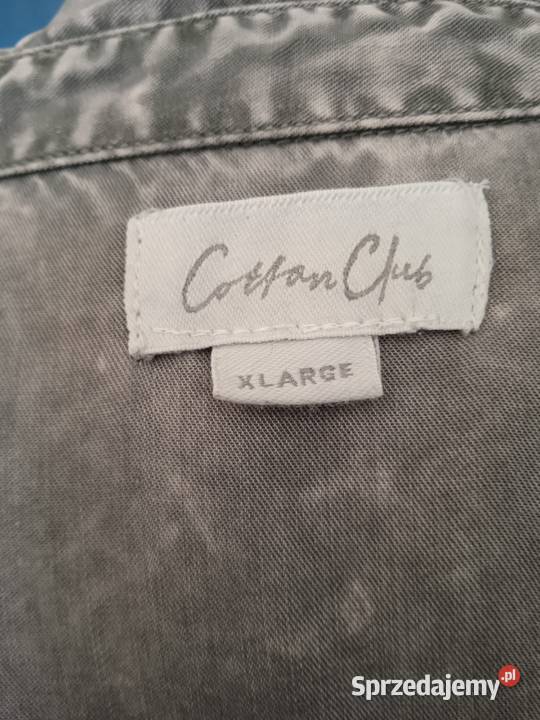 Cotton Club
XLARGE
Sprzedajemy.pl